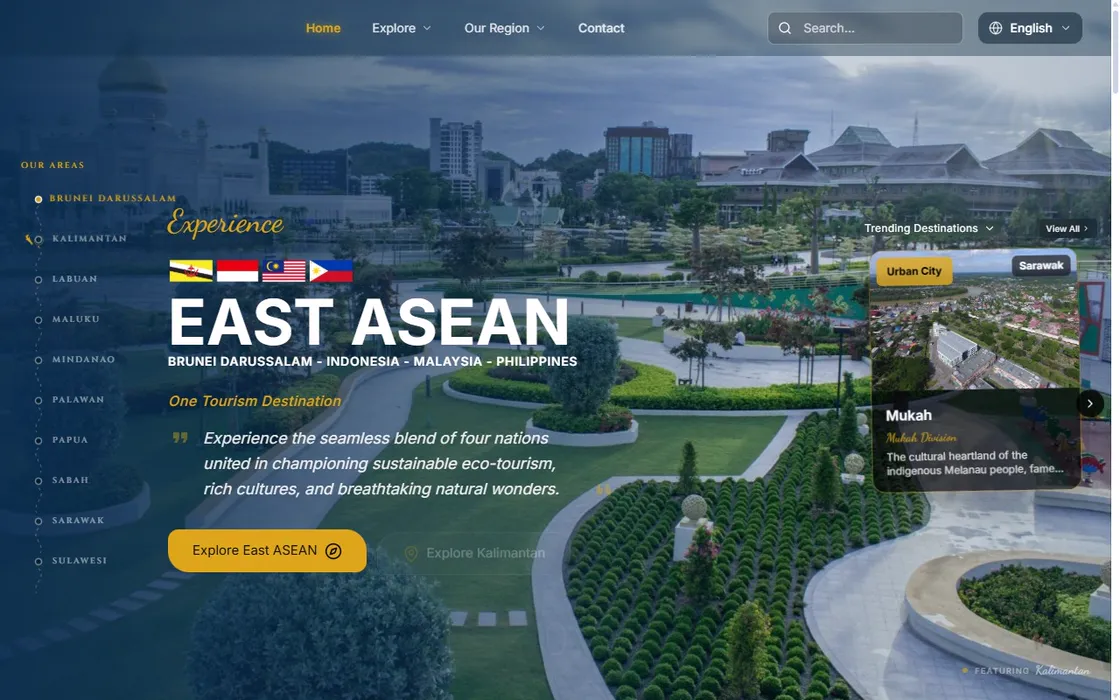 Home
Explore
Our Region
Contact
Search...
English
OUR AREAS
BRUNEI DARUSSALAM
KALIMANTAN
LABUAN
MALUKU
MINDANAO
PALAWAN
PAPUA
SABAH
SARAWAK
SULAWESI
Experience
EAST ASEAN
BRUNEI DARUSSALAM - INDONESIA - MALAYSIA - PHILIPPINES
One Tourism Destination
Experience the seamless blend of four nations
united in championing sustainable eco-tourism,
rich cultures, and breathtaking natural wonders.
Explore East ASEAN
Explore Kalimantan
Trending Destinations
View All
Urban City
Sarawak
Mukah
Mukah Division
The cultural heartland of the
indigenous Melanau people, fame...
FEATURING Kalimantan